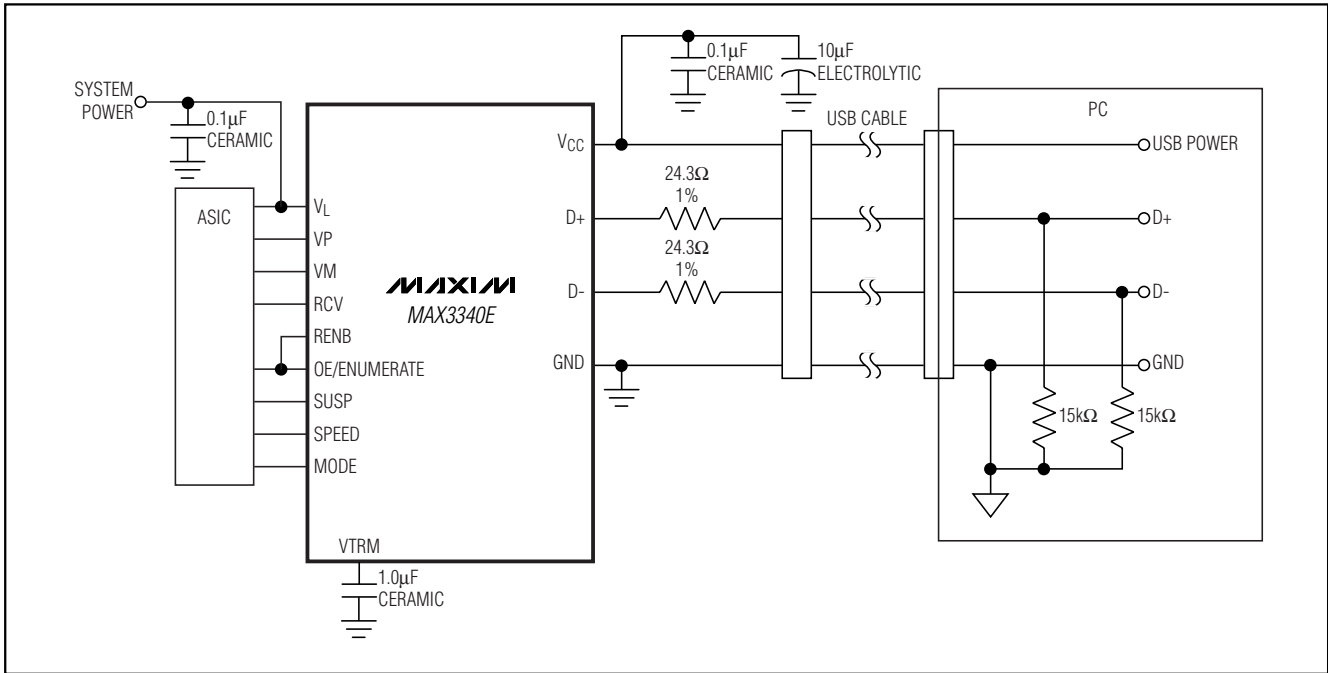 SYSTEM
POWER
0.1µF
CERAMIC
0.1µF
CERAMIC
10µF
ELECTROLYTIC
ASIC
VL
VP
VM
RCV
RENB
OE/ENUMERATE
SUSP
SPEED
MODE
VTRM
1.0µF
CERAMIC
MAXIM
MAX3340E
VCC
D+
D-
GND
24.3Ω
1%
24.3Ω
1%
USB CABLE
PC
USB POWER
D+
D-
GND
15kΩ
15kΩ